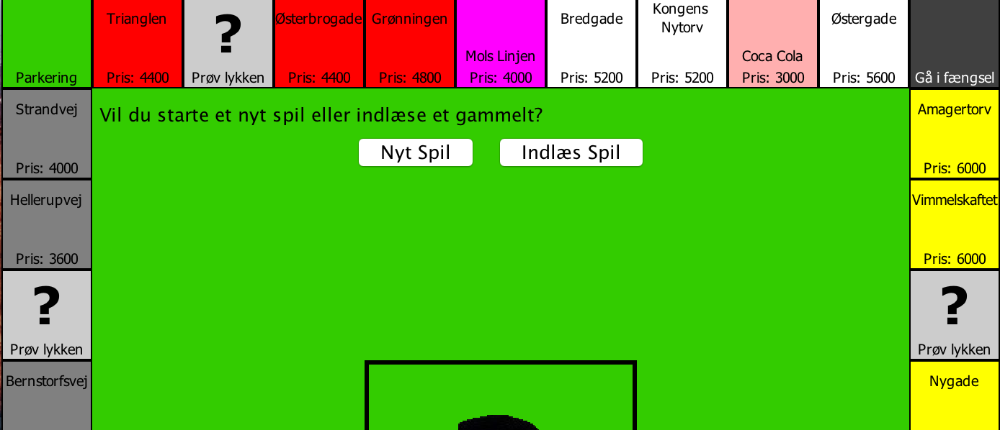 Parkering
Trianglen
Pris: 4400
?
Prøv lykken
Østerbrogade
Pris: 4400
Grønningen
Pris: 4800
Mols Linjen
Pris: 4000
Bredgade
Pris: 5200
Kongens
Nytorv
Pris: 5200
Coca Cola
Pris: 3000
Østergade
Pris: 5600
Gå i fængsel
Strandvej
Pris: 4000
Hellerupvej
Pris: 3600
?
Prøv lykken
Bernstorfsvej
Vil du starte et nyt spil eller indlæse et gammelt?
Nyt Spil
Indlæs Spil
Amagertorv
Pris: 6000
Vimmelskaftet
Pris: 6000
?
Prøv lykken
Nygade